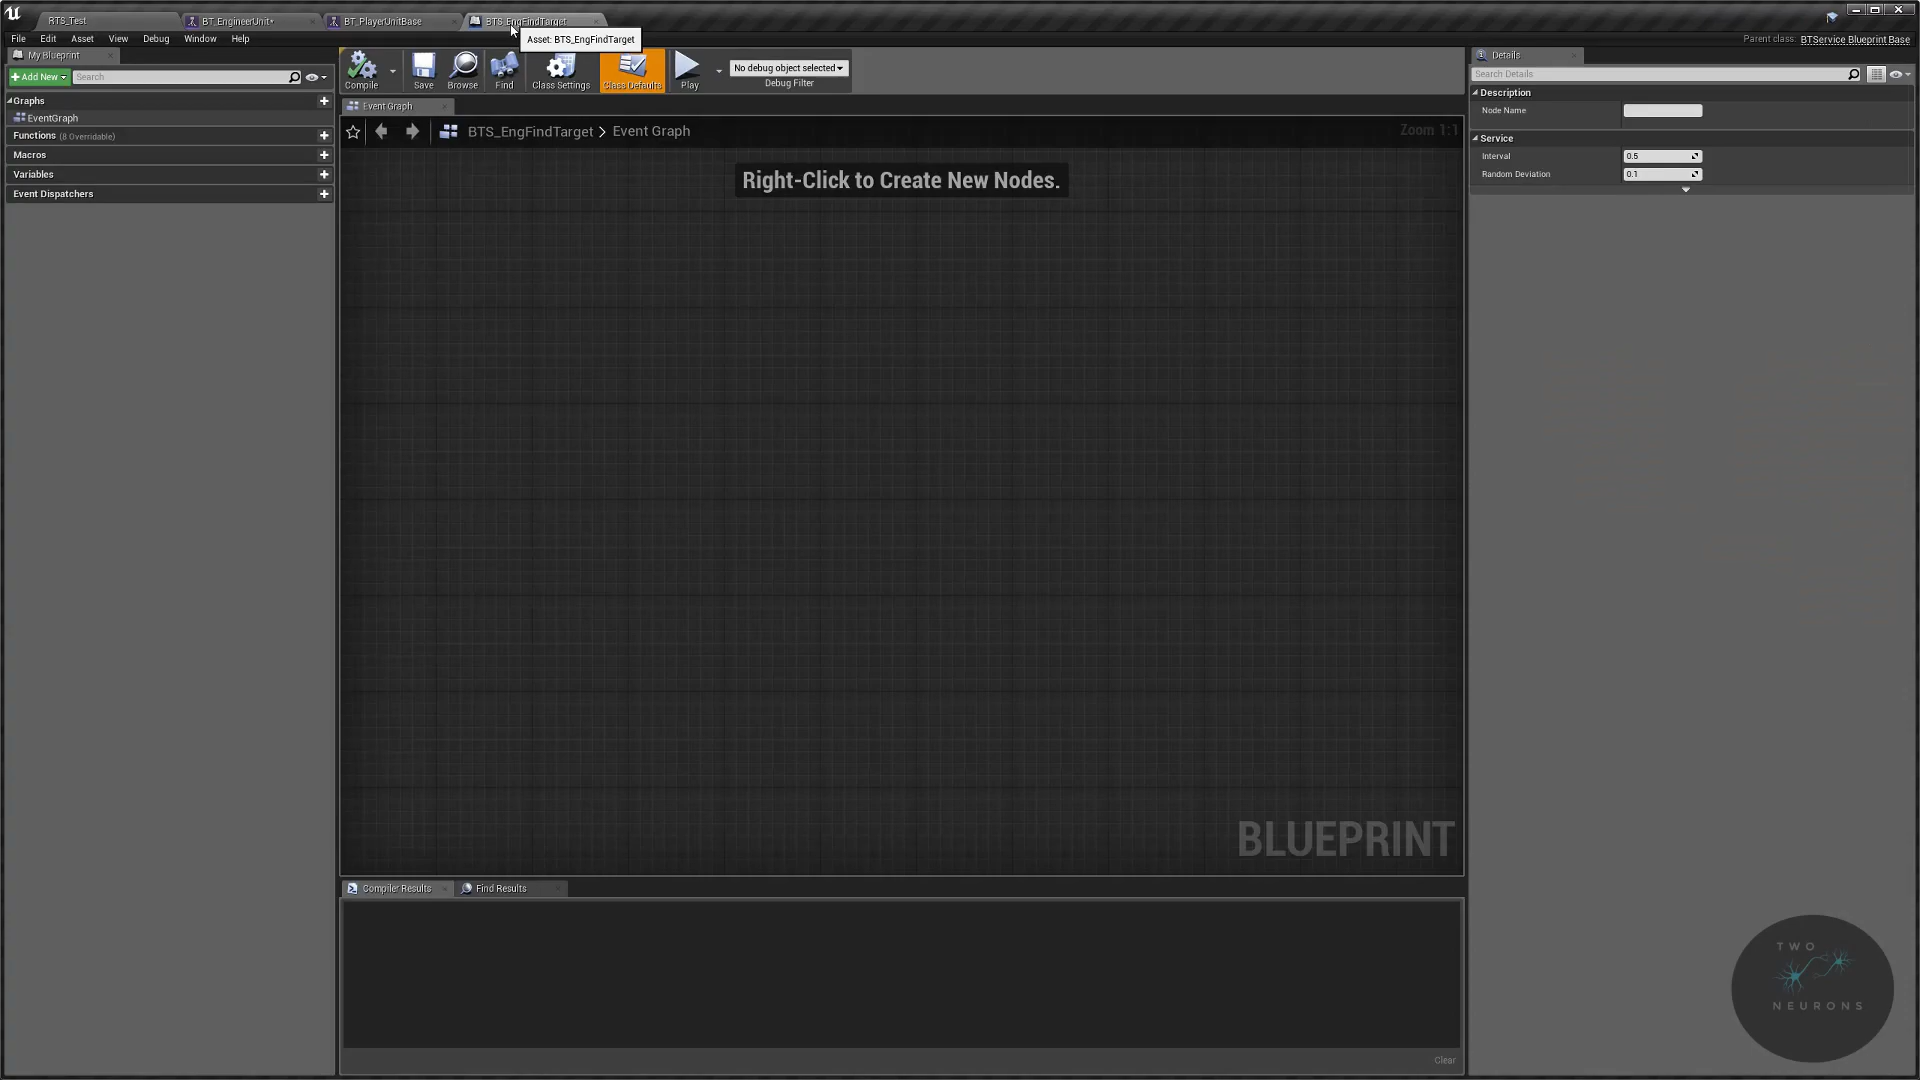 RTS_Test
BT_EngineerUnit*
BT_PlayerUnitBase
BTS_EngFindTarget
File
Edit
Asset
View
Debug
Window
Help
Asset: BTS_EngFindTarget
Parent class: BTService Blueprint Base
My Blueprint
Add New
Search
Graphs
EventGraph
Functions (8 Overridable)
Macros
Variables
Event Dispatchers
Compile
Save
Browse
Find
Class Settings
Class Defaults
Play
No debug object selected
Debug Filter
Event Graph
BTS_EngFindTarget > Event Graph
Zoom 1:1
Right-Click to Create New Nodes.
BLUEPRINT
Compiler Results
Find Results
Clear
Details
Search Details
Description
Node Name
Service
Interval
0.5
Random Deviation
0.1
TWO
NEURONS